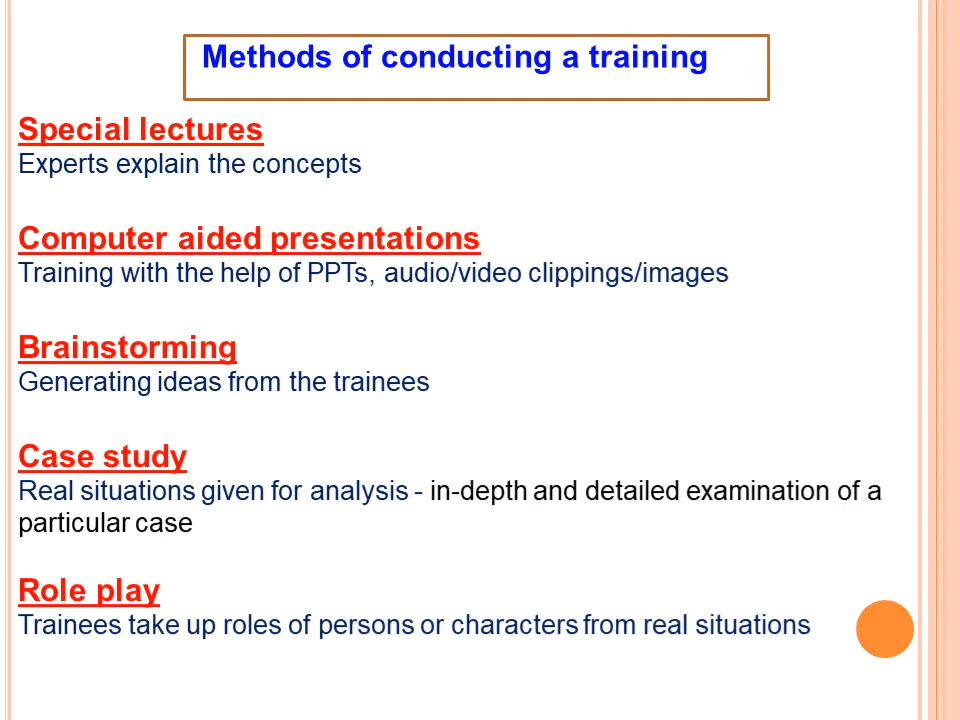 Methods of conducting a training
Special lectures
Experts explain the concepts
Computer aided presentations
Training with the help of PPTs, audio/video clippings/images
Brainstorming
Generating ideas from the trainees
Case study
Real situations given for analysis - in-depth and detailed examination of a
particular case
Role play
Trainees take up roles of persons or characters from real situations